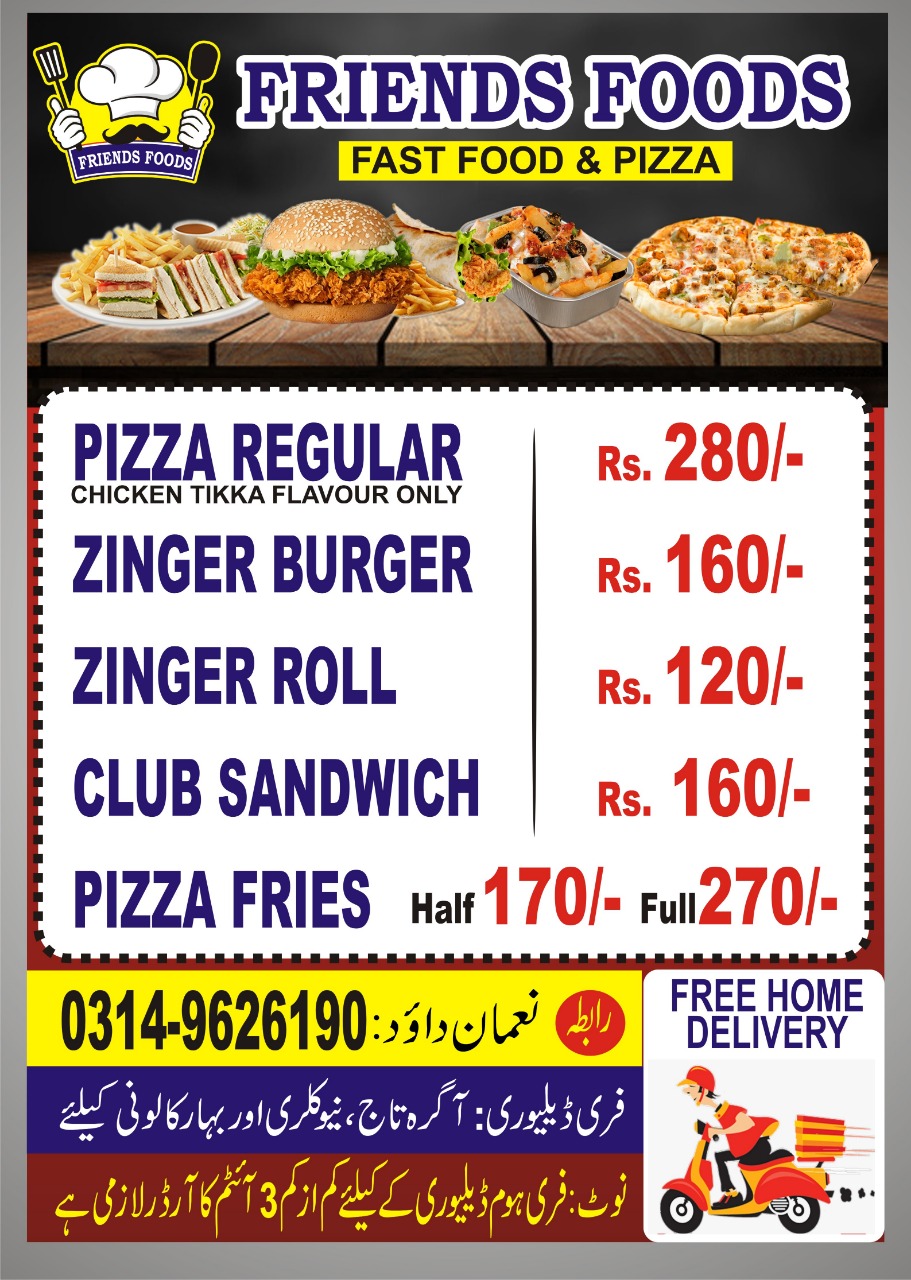 FRIENDS FOODS
FRIENDS FOODS
FAST FOOD & PIZZA
PIZZA REGULAR Rs. 280/-
CHICKEN TIKKA FLAVOUR ONLY
ZINGER BURGER Rs. 160/-
ZINGER ROLL Rs. 120/-
CLUB SANDWICH Rs. 160/-
PIZZA FRIES Half 170/- Full 270/-
رابطہ نعمان داؤد: 0314-9626190
فری ڈیلیوری: آگرہ تاج، نیو کلری اور بہار کالونی کیلئے
نوٹ: فری ہوم ڈیلیوری کے کیلئے کم از کم 3 آئٹم کا آرڈر لازمی ہے
FREE HOME
DELIVERY